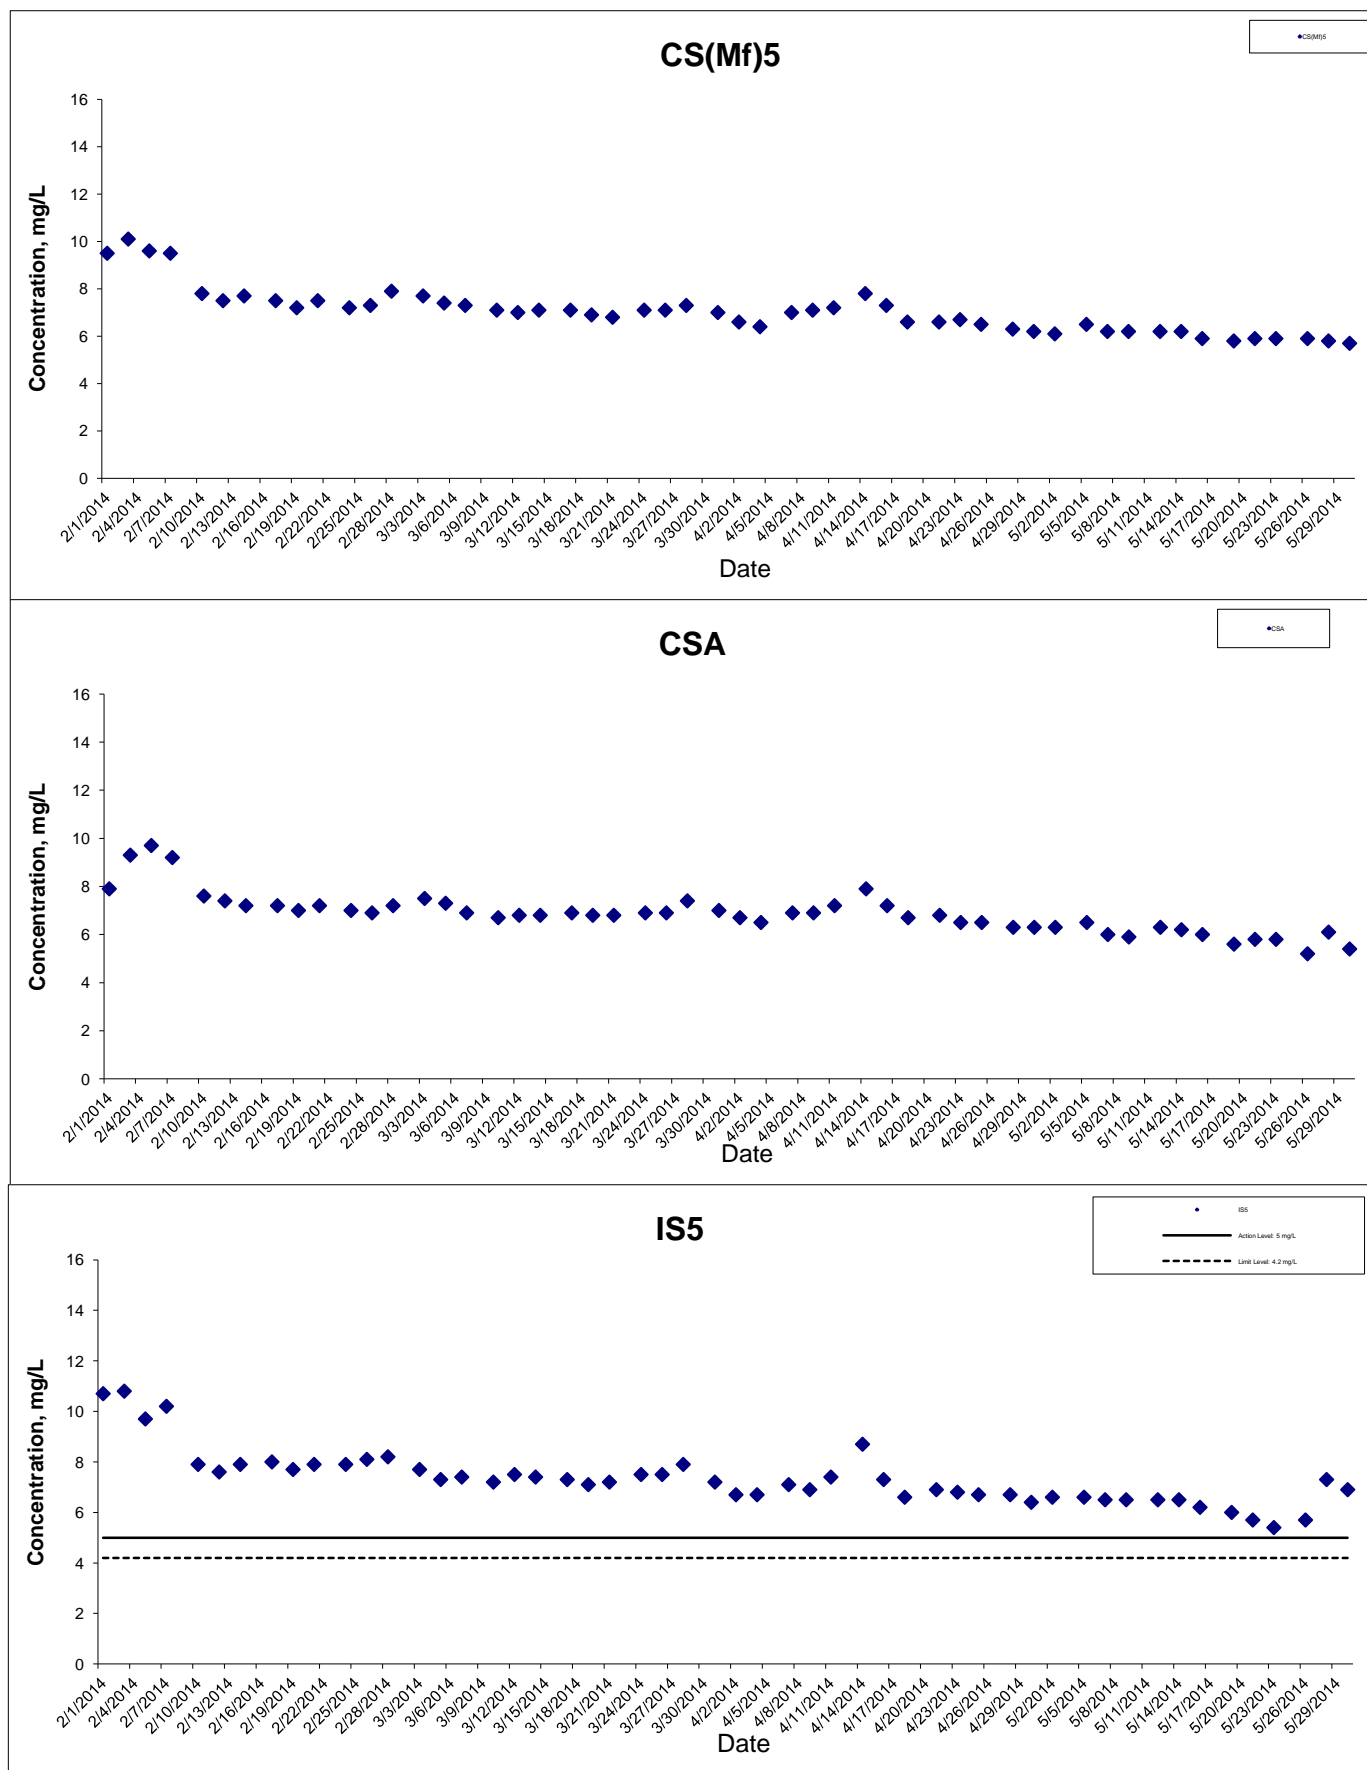 CS(Mf)5
CS(Mf)5
16
14
12
10
8
6
4
2
0
Concentration, mg/L
2/1/2014 2/4/2014 2/7/2014 2/10/2014 2/13/2014 2/16/2014 2/19/2014 2/22/2014 2/25/2014 2/28/2014 3/3/2014 3/6/2014 3/9/2014 3/12/2014 3/15/2014 3/18/2014 3/21/2014 3/24/2014 3/27/2014 3/30/2014 4/2/2014 4/5/2014 4/8/2014 4/11/2014 4/14/2014 4/17/2014 4/20/2014 4/23/2014 4/26/2014 4/29/2014 5/2/2014 5/5/2014 5/8/2014 5/11/2014 5/14/2014 5/17/2014 5/20/2014 5/23/2014 5/26/2014 5/29/2014
Date
CSA
CSA
16
14
12
10
8
6
4
2
0
Concentration, mg/L
2/1/2014 2/4/2014 2/7/2014 2/10/2014 2/13/2014 2/16/2014 2/19/2014 2/22/2014 2/25/2014 2/28/2014 3/3/2014 3/6/2014 3/9/2014 3/12/2014 3/15/2014 3/18/2014 3/21/2014 3/24/2014 3/27/2014 3/30/2014 4/2/2014 4/5/2014 4/8/2014 4/11/2014 4/14/2014 4/17/2014 4/20/2014 4/23/2014 4/26/2014 4/29/2014 5/2/2014 5/5/2014 5/8/2014 5/11/2014 5/14/2014 5/17/2014 5/20/2014 5/23/2014 5/26/2014 5/29/2014
Date
IS5
IS5
Action Level: 5 mg/L
Limit Level: 4.2 mg/L
16
14
12
10
8
6
4
2
0
Concentration, mg/L
2/1/2014 2/4/2014 2/7/2014 2/10/2014 2/13/2014 2/16/2014 2/19/2014 2/22/2014 2/25/2014 2/28/2014 3/3/2014 3/6/2014 3/9/2014 3/12/2014 3/15/2014 3/18/2014 3/21/2014 3/24/2014 3/27/2014 3/30/2014 4/2/2014 4/5/2014 4/8/2014 4/11/2014 4/14/2014 4/17/2014 4/20/2014 4/23/2014 4/26/2014 4/29/2014 5/2/2014 5/5/2014 5/8/2014 5/11/2014 5/14/2014 5/17/2014 5/20/2014 5/23/2014 5/26/2014 5/29/2014
Date